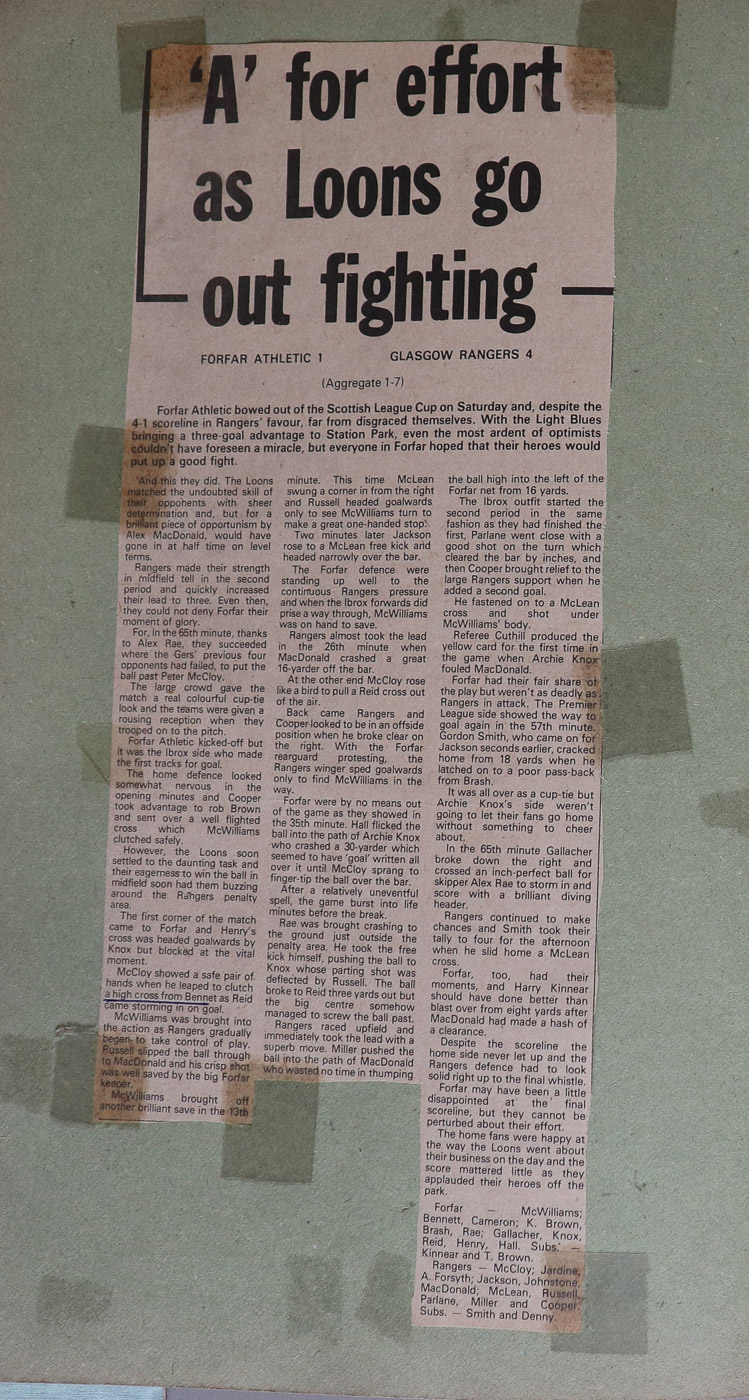 ‘A’ for effort
as Loons go
out fighting
FORFAR ATHLETIC 1 GLASGOW RANGERS 4
(Aggregate 1-7)
Forfar Athletic bowed out of the Scottish League Cup on Saturday and, despite the
4-1 scoreline in Rangers' favour, far from disgraced themselves. With the Light Blues
bringing a three-goal advantage to Station Park, even the most ardent of optimists
couldn't have foreseen a miracle, but everyone in Forfar hoped that their heroes would
put up a good fight.
And this they did. The Loons
matched the undoubted skill of
their opponents with sheer
determination and, but for a
brilliant piece of opportunism by
Alex MacDonald, would have
gone in at half time on level
terms.
Rangers made their strength
in midfield tell in the second
period and quickly increased
their lead to three. Even then,
they could not deny Forfar their
moment of glory.
For, in the 65th minute, thanks
to Alex Rae, they succeeded
where the Gers' previous four
opponents had failed, to put the
ball past Peter McCloy.
The large crowd gave the
match a real colourful cup-tie
look and the teams were given a
rousing reception when they
trooped on to the pitch.
Forfar Athletic kicked-off but
it was the Ibrox side who made
the first tracks for goal.
The home defence looked
somewhat nervous in the
opening minutes and Cooper
took advantage to rob Brown
and sent over a well flighted
cross which McWilliams
clutched safely.
However, the Loons soon
settled to the daunting task and
their eagerness to win the ball in
midfield soon had them buzzing
around the Rangers penalty
area.
The first corner of the match
came to Forfar and Henry's
cross was headed goalwards by
Knox but blocked at the vital
moment.
McCloy showed a safe pair of
hands when he leaped to clutch
a high cross from Bennet as Reid
came storming in on goal.
McWilliams was brought into
the action as Rangers gradually
began to take control of play.
Russell slipped the ball through
to MacDonald and his crisp shot
was well saved by the big Forfar
keeper.
McWilliams brought off
another brilliant save in the 13th
minute. This time McLean
swung a corner in from the right
and Russell headed goalwards
only to see McWilliams turn to
make a great one-handed stop.
Two minutes later Jackson
rose to a McLean free kick and
headed narrowly over the bar.
The Forfar defence were
standing up well to the
continuous Rangers pressure
and when the Ibrox forwards did
prise a way through, McWilliams
was on hand to save.
Rangers almost took the lead
in the 26th minute when
MacDonald crashed a great
16-yarder off the bar.
At the other end McCloy rose
like a bird to pull a Reid cross out
of the air.
Back came Rangers and
Cooper looked to be in an offside
position when he broke clear on
the right. With the Forfar
rearguard protesting, the
Rangers winger sped goalwards
only to find McWilliams in the
way.
Forfar were by no means out
of the game as they showed in
the 35th minute. Hall flicked the
ball into the path of Archie Knox
who crashed a 30-yarder which
seemed to have 'goal' written all
over it until McCloy sprang to
finger-tip the ball over the bar.
After a relatively uneventful
spell, the game burst into life
minutes before the break.
Rae was brought crashing to
the ground just outside the
penalty area. He took the free
kick himself, pushing the ball to
Knox whose parting shot was
deflected by Russell. The ball
broke to Reid three yards out but
the big centre somehow
managed to screw the ball past.
Rangers raced upfield and
immediately took the lead with a
superb move. Miller pushed the
ball into the path of MacDonald
who wasted no time in thumping
the ball high into the left of the
Forfar net from 16 yards.
The Ibrox outfit started the
second period in the same
fashion as they had finished the
first, Parlane went close with a
good shot on the turn which
cleared the bar by inches, and
then Cooper brought relief to the
large Rangers support when he
added a second goal.
He fastened on to a McLean
cross and shot under
McWilliams' body.
Referee Cuthill produced the
yellow card for the first time in
the game when Archie Knox
fouled MacDonald.
Forfar had their fair share of
the play but weren't as deadly as
Rangers in attack. The Premier
League side showed the way to
goal again in the 57th minute.
Gordon Smith, who came on for
Jackson seconds earlier, cracked
home from 18 yards when he
latched on to a poor pass-back
from Brash.
It was all over as a cup-tie but
Archie Knox's side weren't
going to let their fans go home
without something to cheer
about.
In the 65th minute Gallacher
broke down the right and
crossed an inch-perfect ball for
skipper Alex Rae to storm in and
score with a brilliant diving
header.
Rangers continued to make
chances and Smith took their
tally to four for the afternoon
when he slid home a McLean
cross.
Forfar, too, had their
moments, and Harry Kinnear
should have done better than
blast over from eight yards after
MacDonald had made a hash of
a clearance.
Despite the scoreline the
home side never let up and the
Rangers defence had to look
solid right up to the final whistle.
Forfar may have been a little
disappointed at the final
scoreline, but they cannot be
perturbed about their effort.
The home fans were happy at
the way the Loons went about
their business on the day and the
score mattered little as they
applauded their heroes off the
park.
Forfar — McWilliams;
Bennett, Cameron; K. Brown,
Brash, Rae; Gallacher, Knox,
Reid, Henry, Hall. Subs. —
Kinnear and T. Brown.
Rangers — McCloy; Jardine,
A. Forsyth; Jackson, Johnstone,
MacDonald; McLean, Russell,
Parlane, Miller and Cooper.
Subs. — Smith and Denny.